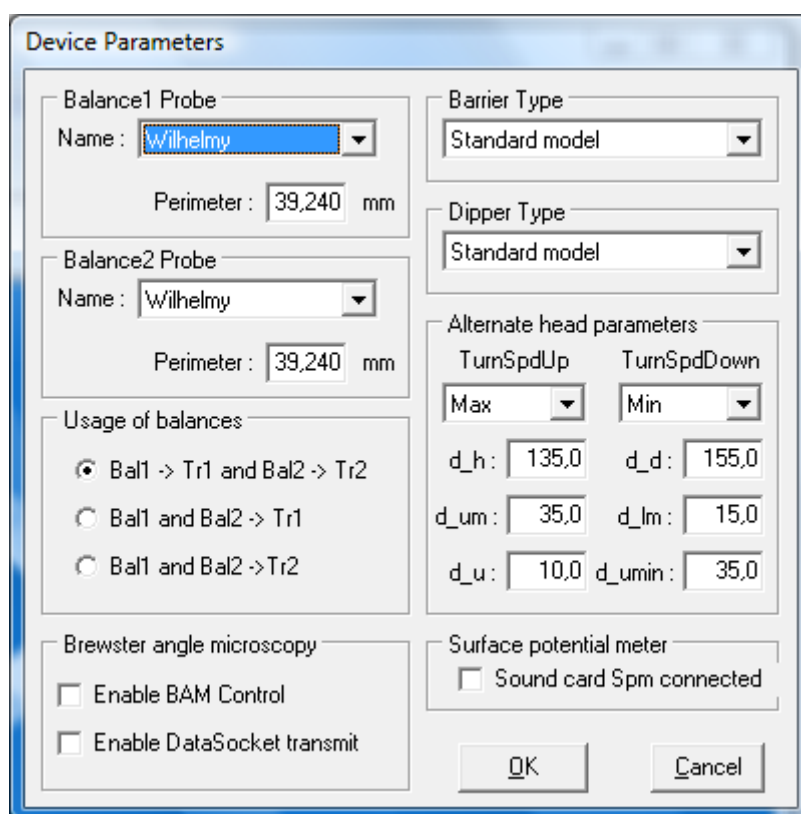 Device Parameters
Balance1 Probe
Name : Wilhelmy
Perimeter : 39,240 mm
Balance2 Probe
Name : Wilhelmy
Perimeter : 39,240 mm
Usage of balances
Bal1 -> Tr1 and Bal2 -> Tr2
Bal1 and Bal2 -> Tr1
Bal1 and Bal2 ->Tr2
Brewster angle microscopy
Enable BAM Control
Enable DataSocket transmit
Barrier Type
Standard model
Dipper Type
Standard model
Alternate head parameters
TurnSpdUp TurnSpdDown
Max Min
d_h : 135,0 d_d : 155,0
d_um : 35,0 d_lm : 15,0
d_u : 10,0 d_umin : 35,0
Surface potential meter
Sound card Spm connected
OK Cancel